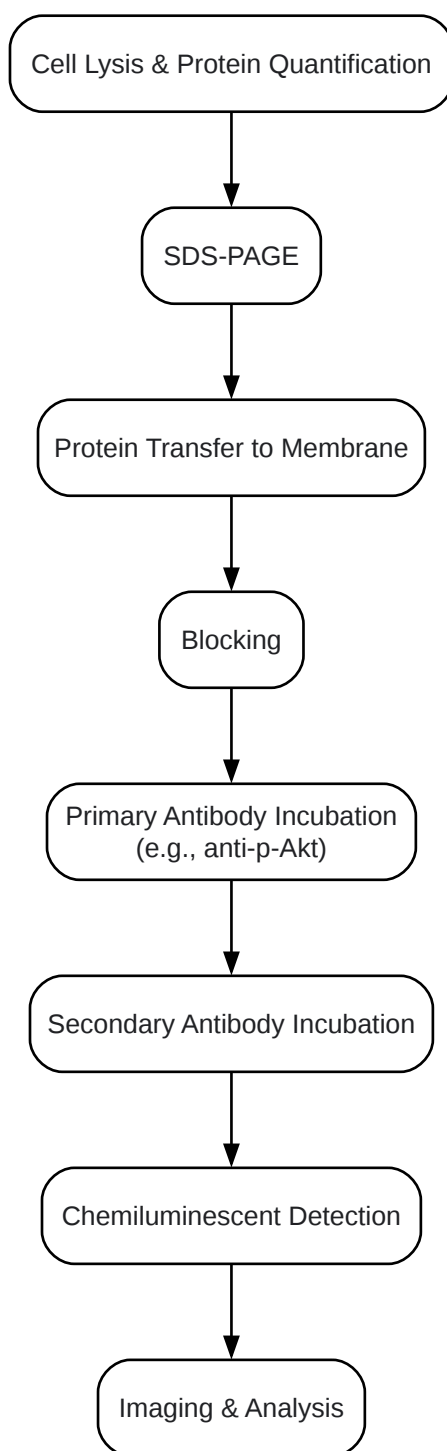 Cell Lysis & Protein Quantification
SDS-PAGE
Protein Transfer to Membrane
Blocking
Primary Antibody Incubation
(e.g., anti-p-Akt)
Secondary Antibody Incubation
Chemiluminescent Detection
Imaging & Analysis